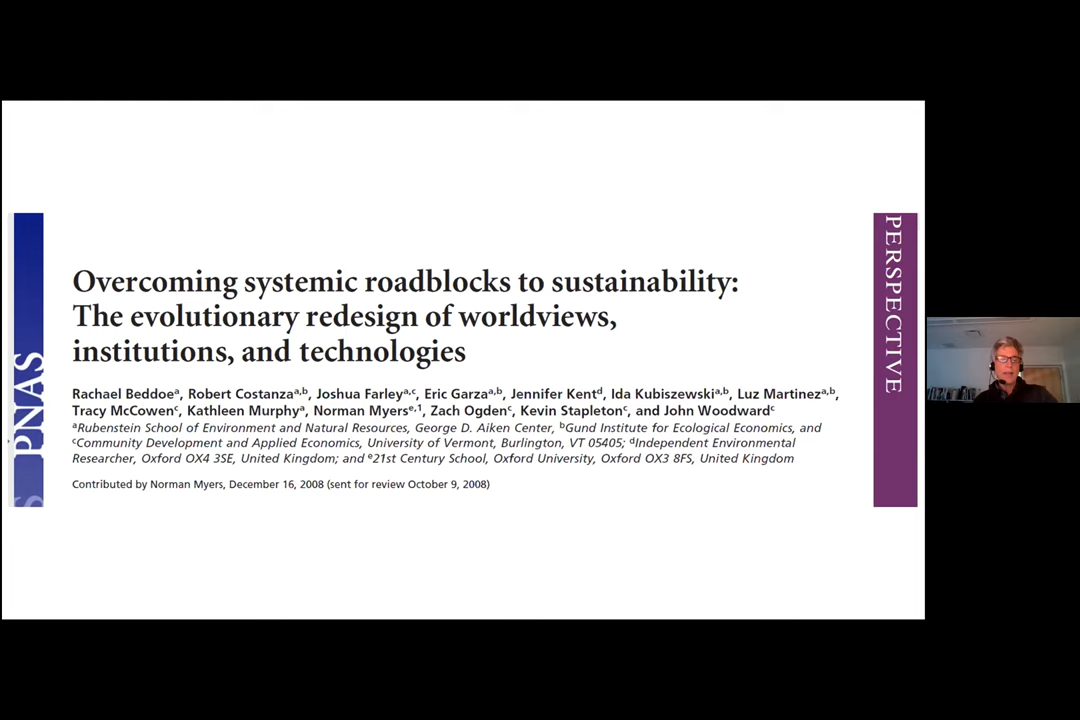 PNAS
Overcoming systemic roadblocks to sustainability:
The evolutionary redesign of worldviews,
institutions, and technologies
Rachael Beddoeᵃ, Robert Costanzaᵃ,ᵇ, Joshua Farleyᵃ,ᶜ, Eric Garzaᵃ,ᵇ, Jennifer Kentᵈ, Ida Kubiszewskiᵃ,ᵇ, Luz Martinezᵃ,ᵇ,
Tracy McCowenᶜ, Kathleen Murphyᵃ, Norman Myersᵉ,¹, Zach Ogdenᶜ, Kevin Stapletonᶜ, and John Woodwardᶜ
ᵃRubenstein School of Environment and Natural Resources, George D. Aiken Center, ᵇGund Institute for Ecological Economics, and
ᶜCommunity Development and Applied Economics, University of Vermont, Burlington, VT 05405; ᵈIndependent Environmental
Researcher, Oxford OX4 3SE, United Kingdom; and ᵉ21st Century School, Oxford University, Oxford OX3 8FS, United Kingdom
Contributed by Norman Myers, December 16, 2008 (sent for review October 9, 2008)
PERSPECTIVE